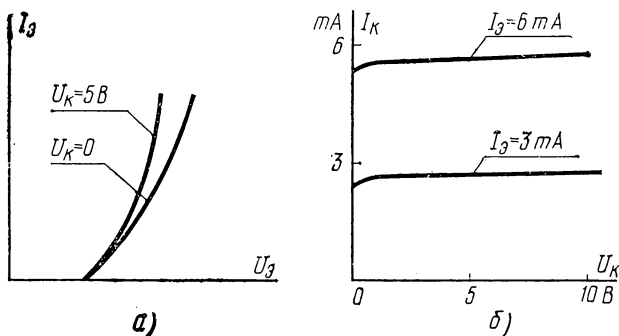 I_Э
U_К=5 В
U_К=0
U_Э
а)
mA I_К
6
3
I_Э=6 mA
I_Э=3 mA
U_К
0
5
10 В
б)